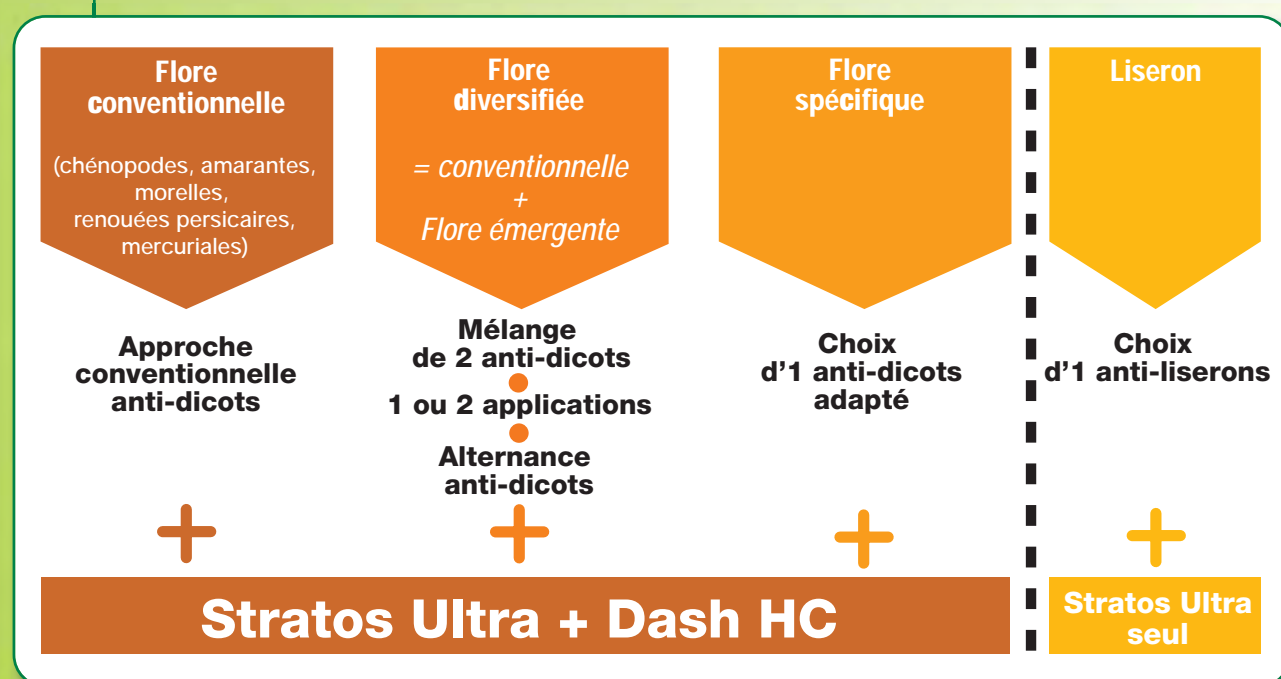 Flore
conventionnelle
(chénopodes, amarantes,
morelles,
renouées persicaires,
mercuriales)
Approche
conventionnelle
anti-dicots
+
Flore
diversifiée
= conventionnelle
+
Flore émergente
Mélange
de 2 anti-dicots
1 ou 2 applications
Alternance
anti-dicots
+
Flore
spécifique
Choix
d'1 anti-dicots
adapté
+
Stratos Ultra + Dash HC
Liseron
Choix
d'1 anti-liserons
+
Stratos Ultra
seul